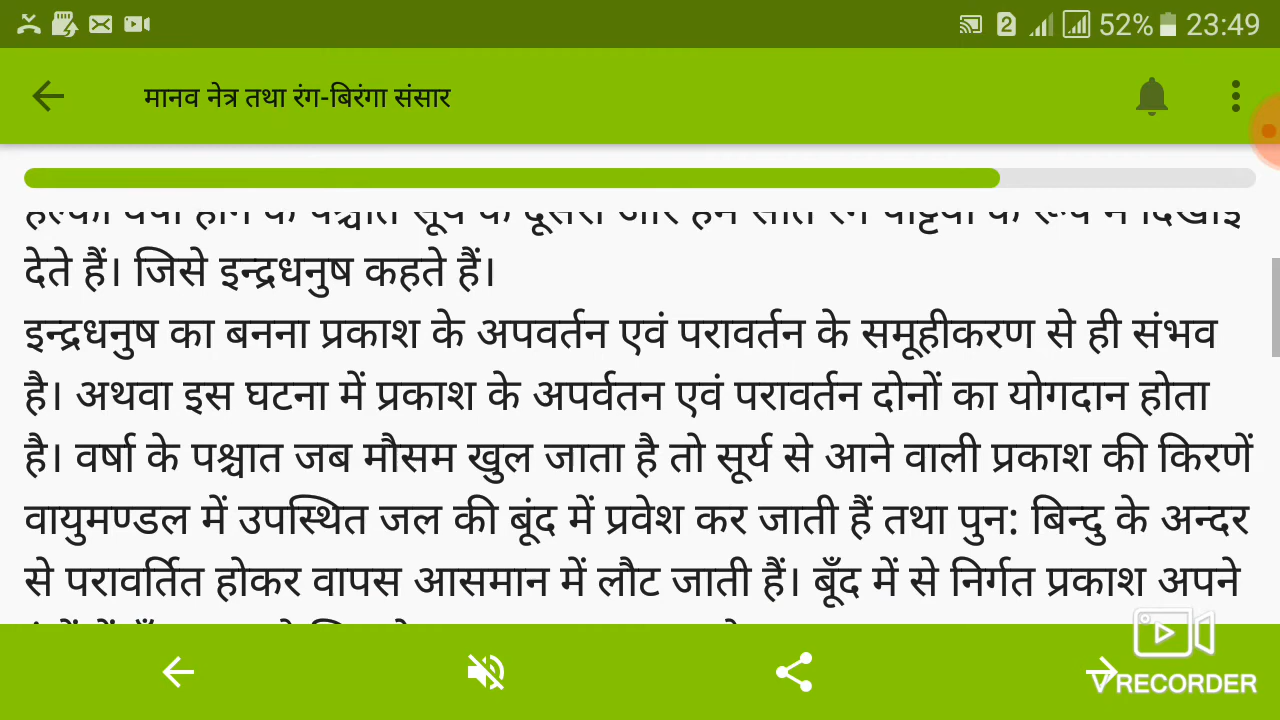 52% 23:49
मानव नेत्र तथा रंग-बिरंगा संसार
देते हैं। जिसे इन्द्रधनुष कहते हैं।
इन्द्रधनुष का बनना प्रकाश के अपवर्तन एवं परावर्तन के समूहीकरण से ही संभव
है। अथवा इस घटना में प्रकाश के अपर्वतन एवं परावर्तन दोनों का योगदान होता
है। वर्षा के पश्चात जब मौसम खुल जाता है तो सूर्य से आने वाली प्रकाश की किरणें
वायुमण्डल में उपस्थित जल की बूंद में प्रवेश कर जाती हैं तथा पुन: बिन्दु के अन्दर
से परावर्तित होकर वापस आसमान में लौट जाती हैं। बूँद में से निर्गत प्रकाश अपने
VRECORDER